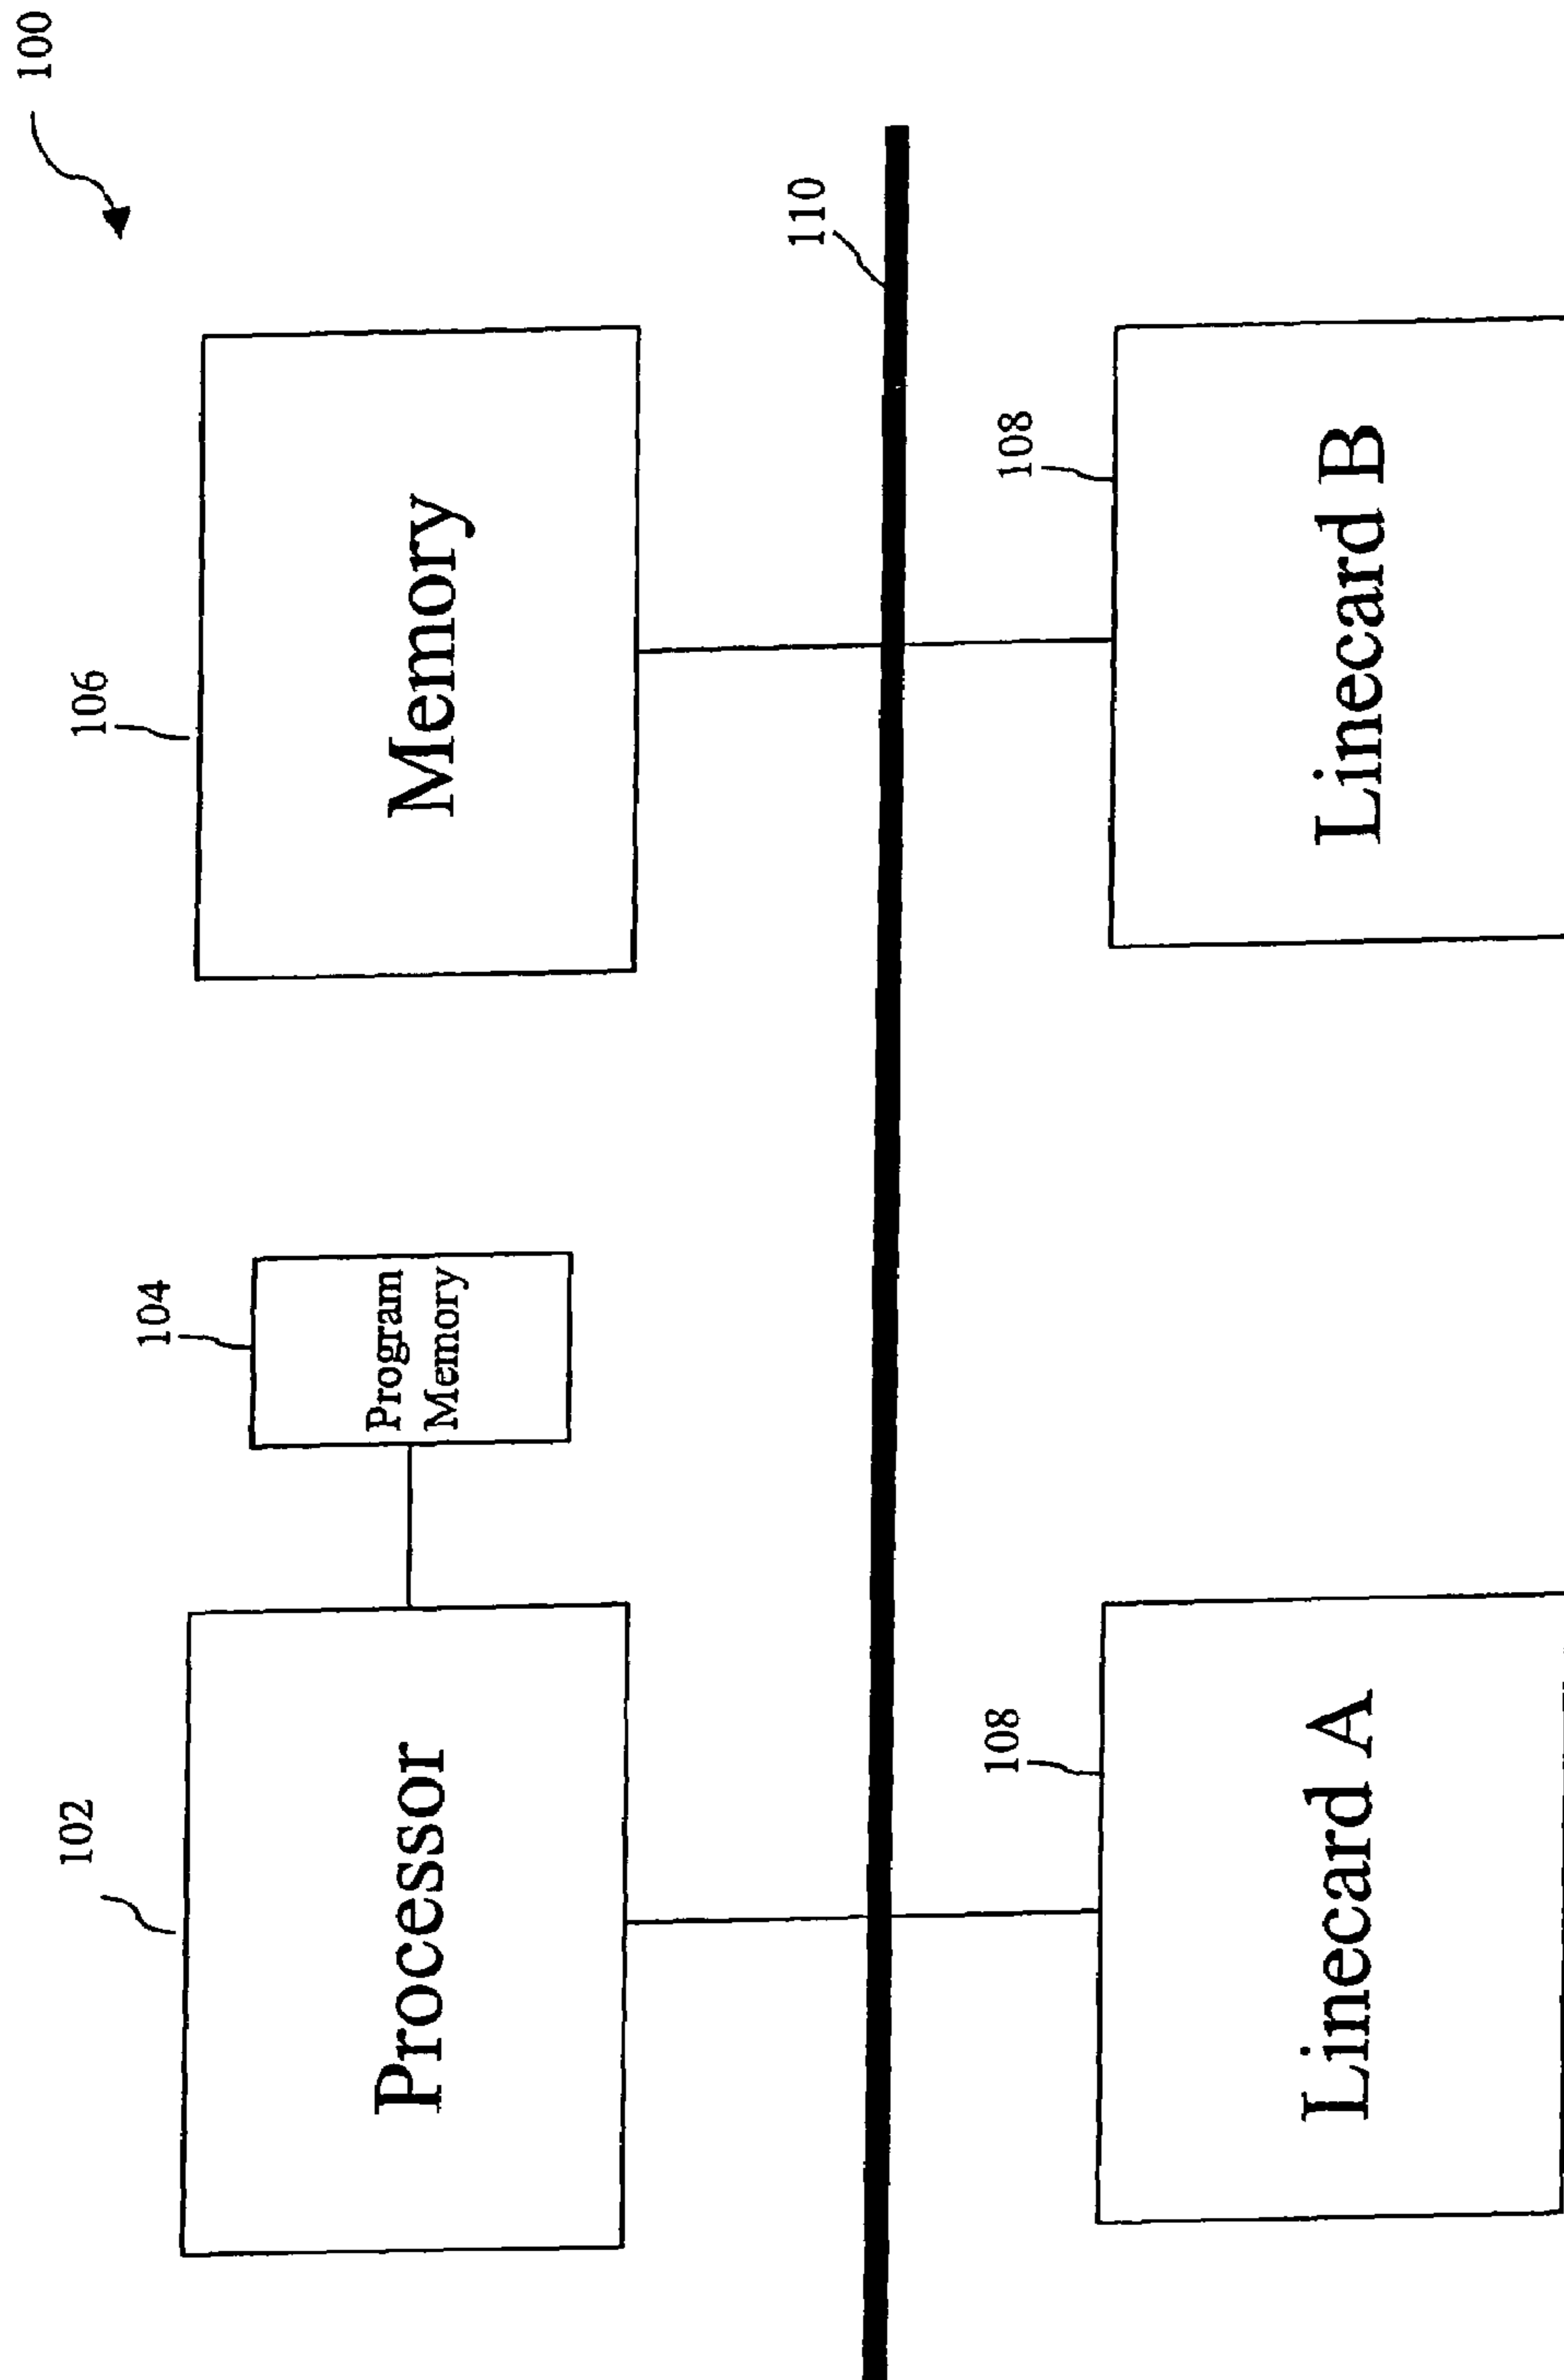 100
102
Processor
104
Program
Memory
106
Memory
110
108
Linecard A
108
Linecard B